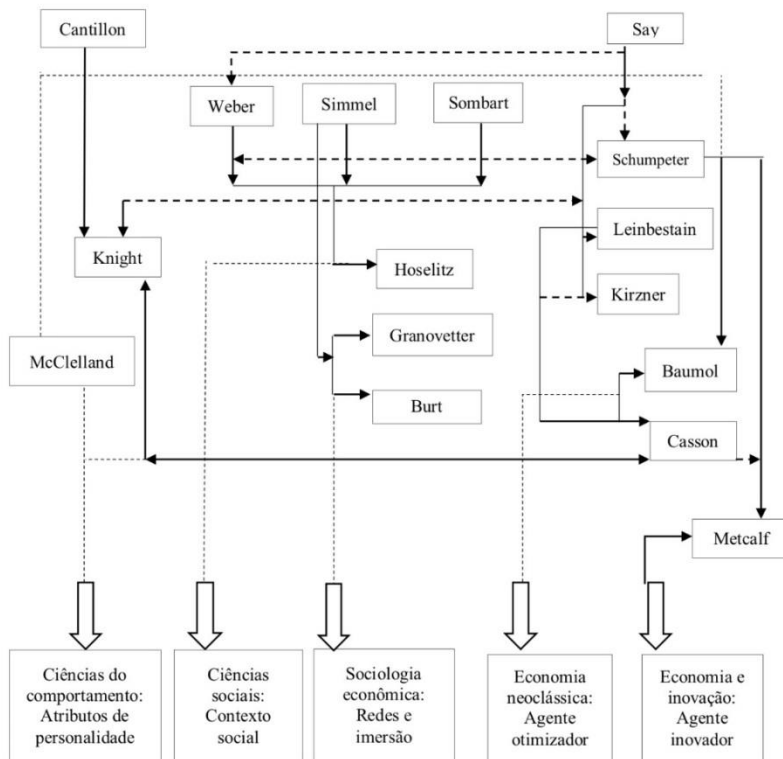 Cantillon
Say
Weber
Simmel
Sombart
Schumpeter
Leinbestain
Knight
Hoselitz
Kirzner
Granovetter
McClelland
Baumol
Burt
Casson
Metcalf
Ciências do
comportamento:
Atributos de
personalidade
Ciências
sociais:
Contexto
social
Sociologia
econômica:
Redes e
imersão
Economia
neoclássica:
Agente
otimizador
Economia e
inovação:
Agente
inovador